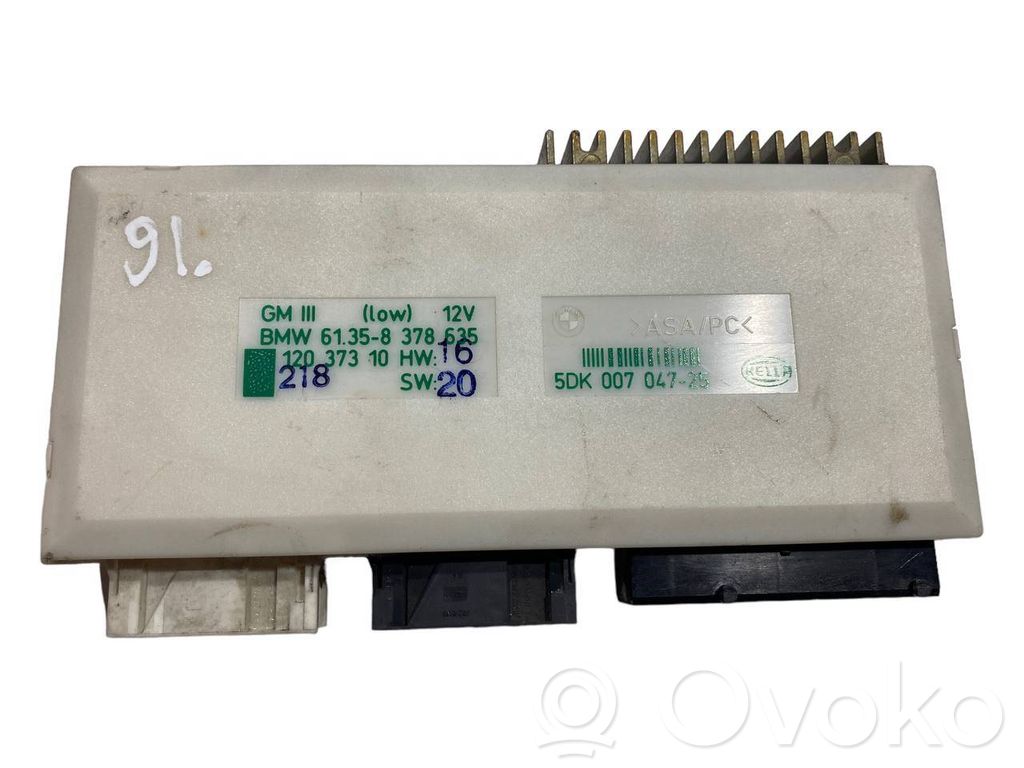 91.
GM III (low) 12V
BMW 61.35-8 378 635
120 373 10 HW: 16
218 SW: 20
>ASA/PC<
5DK 007 047-25
HELLA
Ovoko